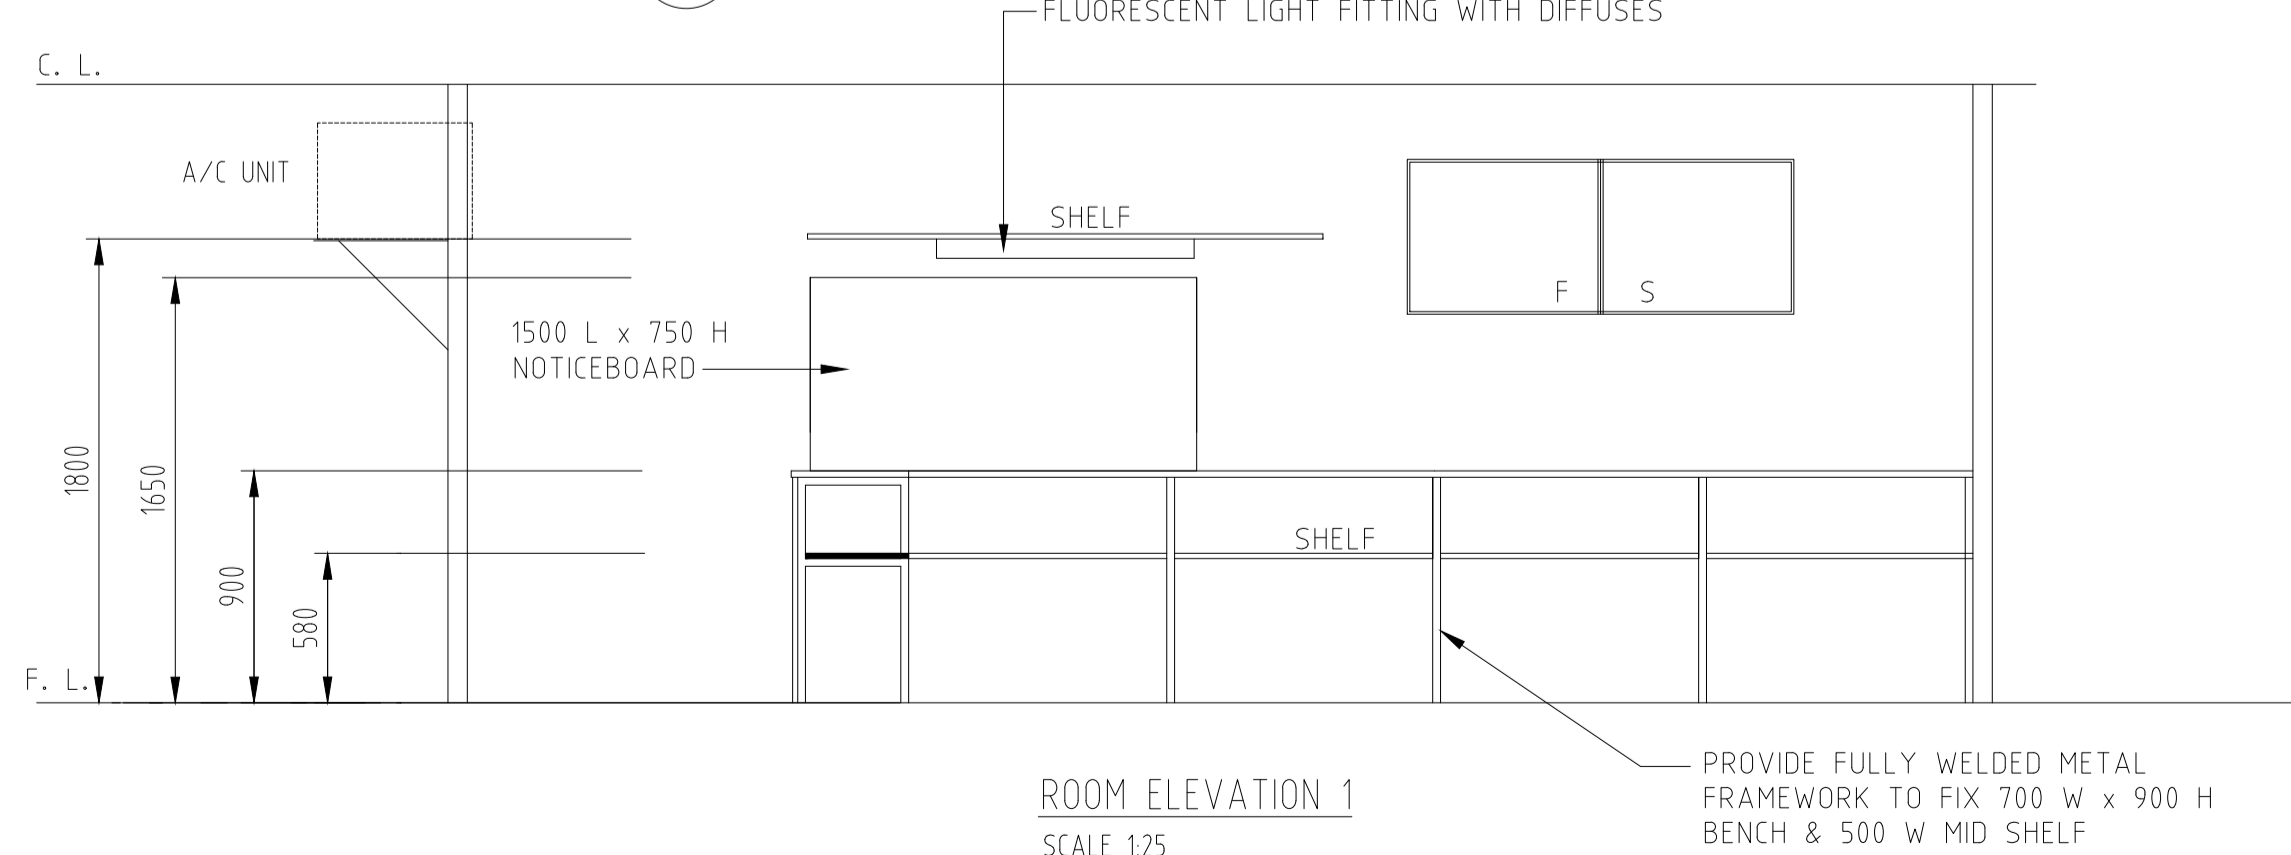 FLUORESCENT LIGHT FITTING WITH DIFFUSES
C. L.
A/C UNIT
SHELF
F S
1500 L x 750 H
NOTICEBOARD
1800
1650
900
580
SHELF
F. L.
PROVIDE FULLY WELDED METAL
FRAMEWORK TO FIX 700 W x 900 H
BENCH & 500 W MID SHELF
ROOM ELEVATION 1
SCALE 1:25